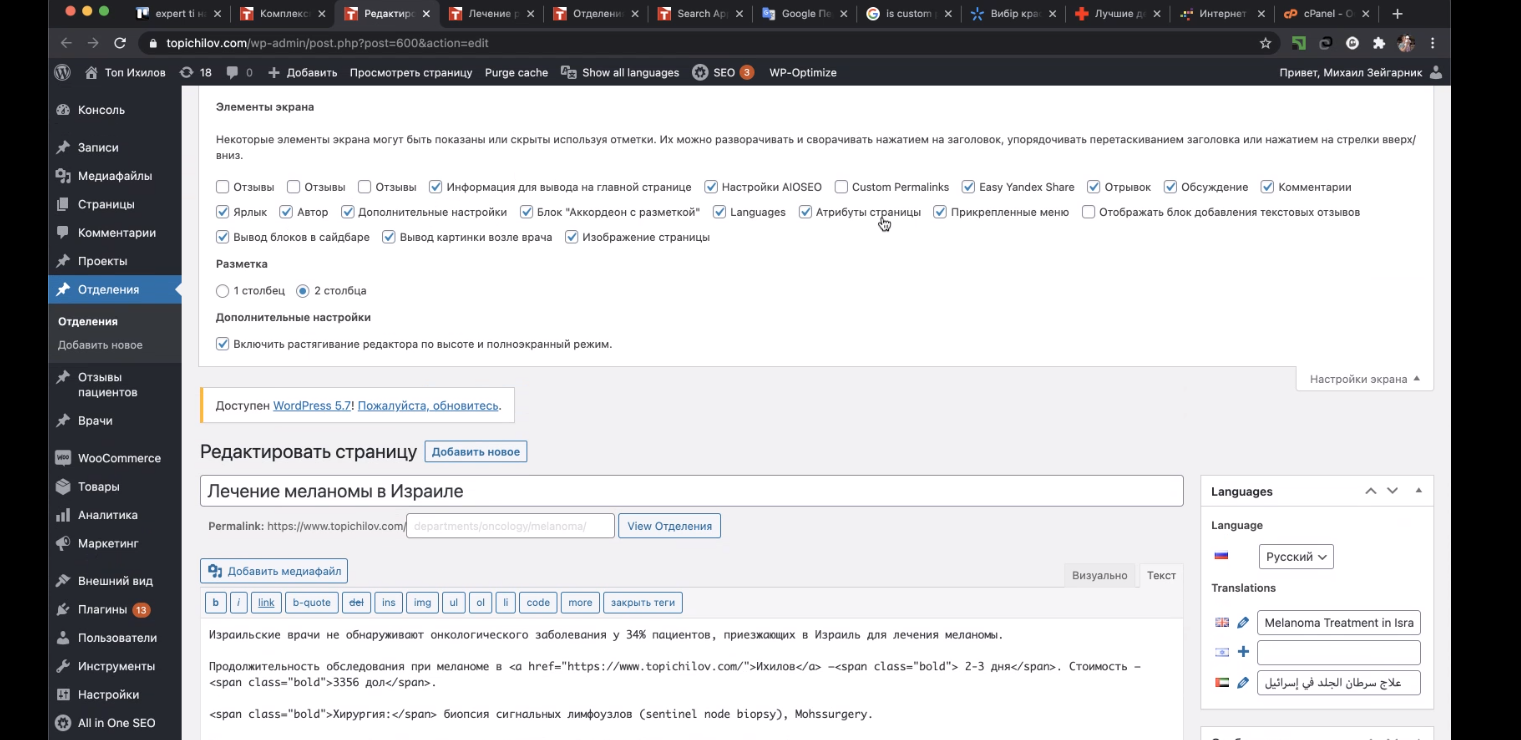 expert ti н
Комплекс
Редактиро
Лечение р
Отделени
Search Ap
Google Пе
is custom
Вибір кра
Лучшие д
Интернет
cPanel - О
topichilov.com/wp-admin/post.php?post=600&action=edit
Топ Ихилов 18 0 Добавить Просмотреть страницу Purge cache Show all languages SEO 3 WP-Optimize Привет, Михаил Зейгарник
Консоль
Записи
Медиафайлы
Страницы
Комментарии
Проекты
Отделения
Отделения
Добавить новое
Отзывы
пациентов
Врачи
WooCommerce
Товары
Аналитика
Маркетинг
Внешний вид
Плагины 13
Пользователи
Инструменты
Настройки
All in One SEO
Элементы экрана
Некоторые элементы экрана могут быть показаны или скрыты используя отметки. Их можно разворачивать и сворачивать нажатием на заголовок, упорядочивать перетаскиванием заголовка или нажатием на стрелки вверх/
вниз.
Отзывы Отзывы Отзывы Информация для вывода на главной странице Настройки AIOSEO Custom Permalinks Easy Yandex Share Отрывок Обсуждение Комментарии
Ярлык Автор Дополнительные настройки Блок "Аккордеон с разметкой" Languages Атрибуты страницы Прикрепленные меню Отображать блок добавления текстовых отзывов
Вывод блоков в сайдбаре Вывод картинки возле врача Изображение страницы
Разметка
1 столбец 2 столбца
Дополнительные настройки
Включить растягивание редактора по высоте и полноэкранный режим.
Настройки экрана
Доступен WordPress 5.7! Пожалуйста, обновитесь.
Редактировать страницу Добавить новое
Лечение меланомы в Израиле
Permalink: https://www.topichilov.com/ departments/oncology/melanoma/ View Отделения
Добавить медиафайл
Визуально Текст
b i link b-quote del ins img ul ol li code more закрыть теги
Израильские врачи не обнаруживают онкологического заболевания у 34% пациентов, приезжающих в Израиль для лечения меланомы.
Продолжительность обследования при меланоме в <a href="https://www.topichilov.com/">Ихилов</a> —<span class="bold"> 2-3 дня</span>. Стоимость —
<span class="bold">3356 дол</span>.
<span class="bold">Хирургия:</span> биопсия сигнальных лимфоузлов (sentinel node biopsy), Mohssurgery.
Languages
Language
Русский
Translations
Melanoma Treatment in Isra
علاج سرطان الجلد في إسرائيل